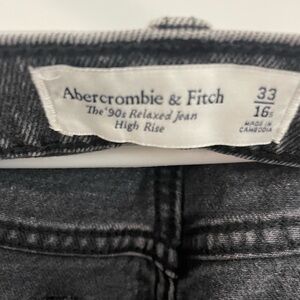 Abercrombie & Fitch
The '90s Relaxed Jean
High Rise
33
16S
MADE IN
CAMBODIA